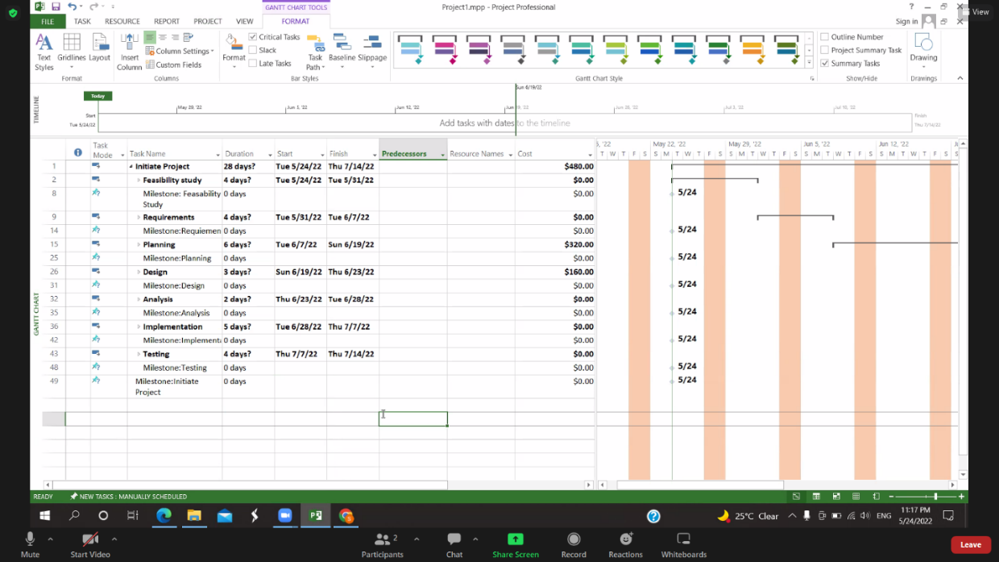 GANTT CHART TOOLS
Project1.mpp - Project Professional
?
View
FILE TASK RESOURCE REPORT PROJECT VIEW FORMAT
Sign in
Text Styles
Gridlines
Layout
Format
Insert Column
Column Settings
Custom Fields
Columns
Format
Critical Tasks
Slack
Late Tasks
Task Path
Baseline
Slippage
Bar Styles
Gantt Chart Style
Outline Number
Project Summary Task
Summary Tasks
Show/Hide
Drawing
Drawings
TIMELINE
Today
Sun 6/19/22
Start
Tue 5/24/22
May 29, '22
Jun 12, '22
Jul 3, '22
Jul 10, '22
Add tasks with dates to the timeline
Finish
Thu 7/14/22
Task Mode Task Name Duration Start Finish Predecessors Resource Names Cost
5, '22 May 22, '22 May 29, '22 Jun 5, '22 Jun 12, '22
T W T F S S M T W T F S S M T W T F S S M T W T F S S M T W T F S
1 Initiate Project 28 days? Tue 5/24/22 Thu 7/14/22 $480.00
2 Feasibility study 4 days? Tue 5/24/22 Tue 5/31/22 $0.00
8 Milestone: Feasability Study 0 days $0.00 5/24
9 Requirements 4 days? Tue 5/31/22 Tue 6/7/22 $0.00
14 Milestone:Requiemen 0 days $0.00 5/24
15 Planning 6 days? Tue 6/7/22 Sun 6/19/22 $320.00
25 Milestone:Planning 0 days $0.00 5/24
26 Design 3 days? Sun 6/19/22 Thu 6/23/22 $160.00
31 Milestone:Design 0 days $0.00 5/24
32 Analysis 2 days? Thu 6/23/22 Tue 6/28/22 $0.00
35 Milestone:Analysis 0 days $0.00 5/24
36 Implementation 5 days? Tue 6/28/22 Thu 7/7/22 $0.00
42 Milestone:Implementa 0 days $0.00 5/24
43 Testing 4 days? Thu 7/7/22 Thu 7/14/22 $0.00
48 Milestone:Testing 0 days $0.00 5/24
49 Milestone:Initiate Project 0 days $0.00 5/24
GANTT CHART
READY NEW TASKS : MANUALLY SCHEDULED
25°C Clear
ENG
11:17 PM
5/24/2022
Mute
Start Video
2
Participants
Chat
Share Screen
Record
Reactions
Whiteboards
Leave